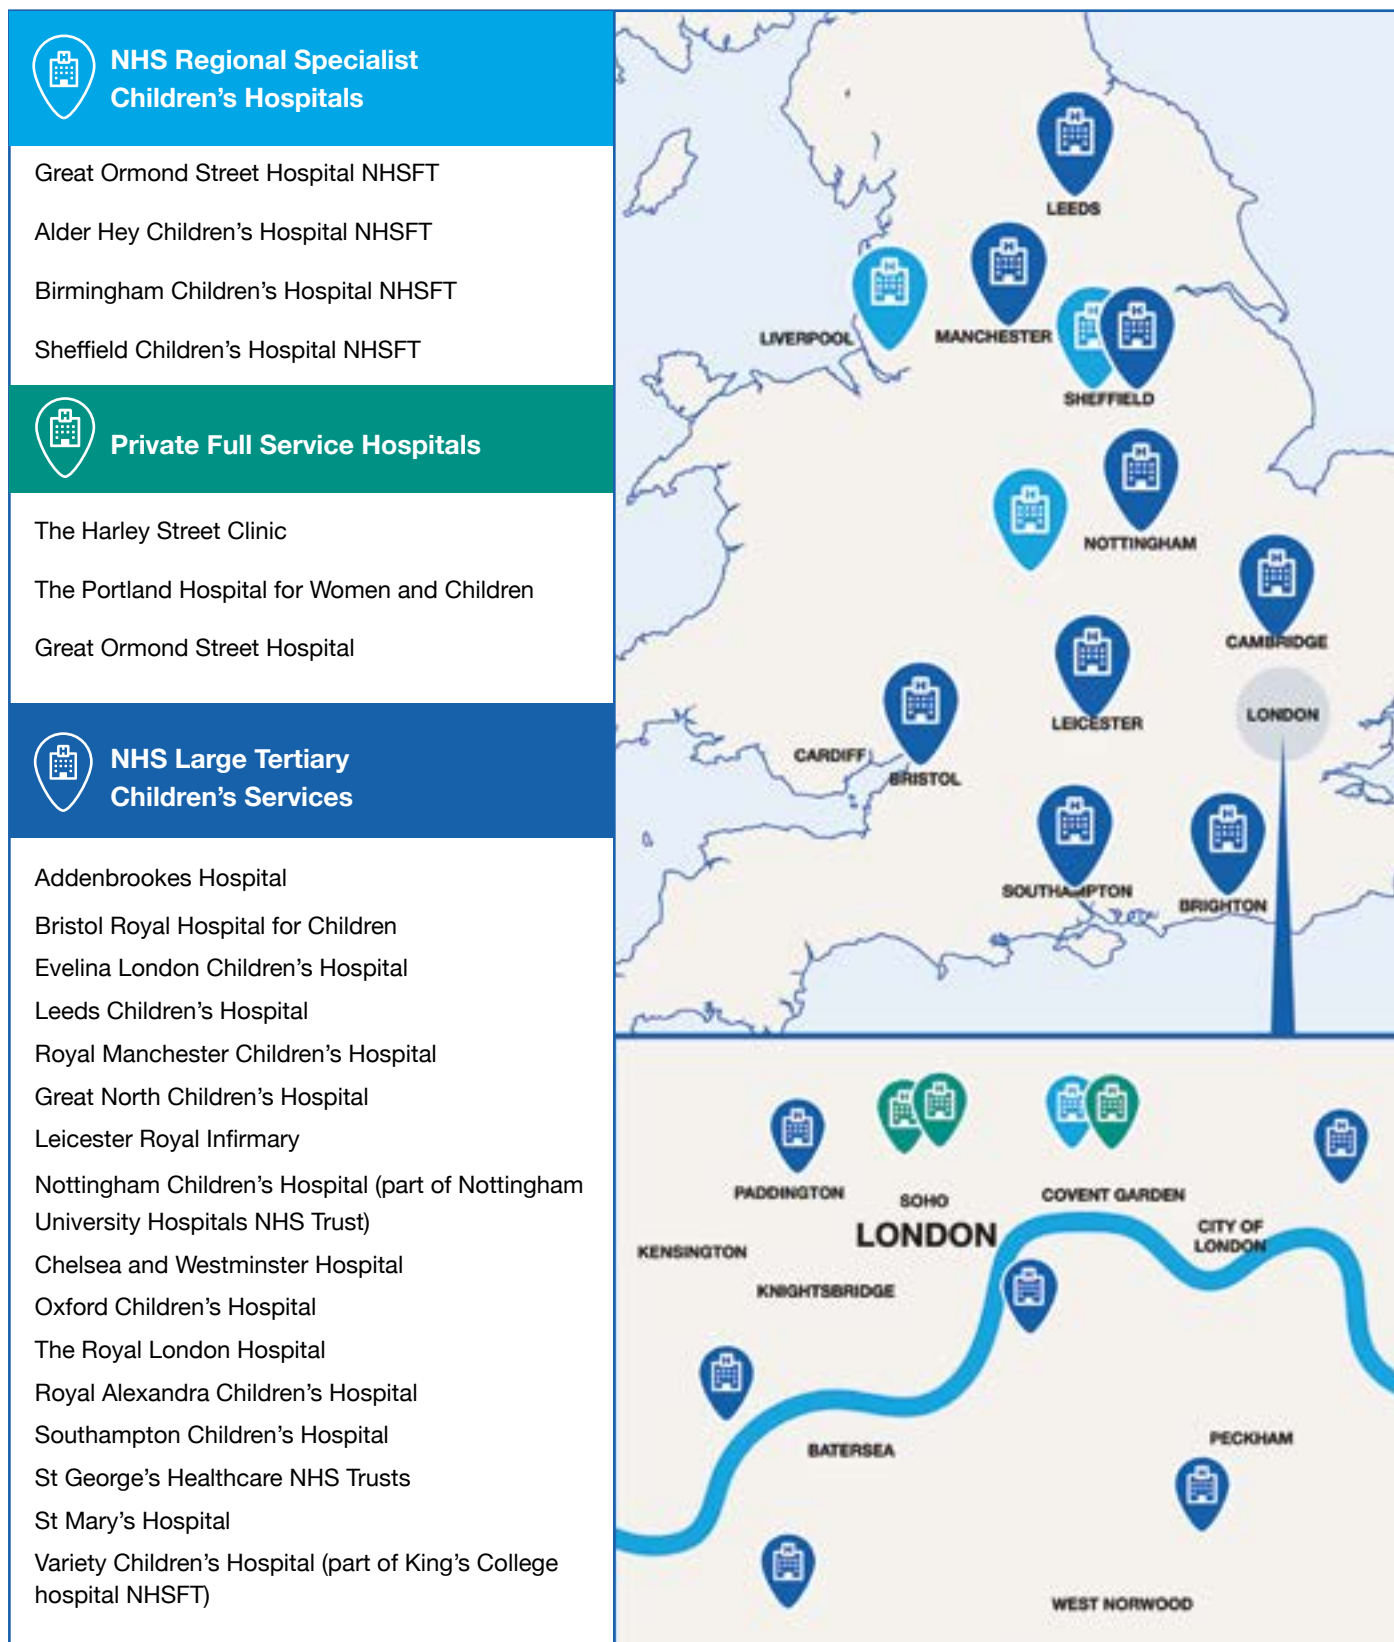 NHS Regional Specialist
Children's Hospitals
Great Ormond Street Hospital NHSFT
Alder Hey Children's Hospital NHSFT
Birmingham Children's Hospital NHSFT
Sheffield Children's Hospital NHSFT
Private Full Service Hospitals
The Harley Street Clinic
The Portland Hospital for Women and Children
Great Ormond Street Hospital
NHS Large Tertiary
Children's Services
Addenbrookes Hospital
Bristol Royal Hospital for Children
Evelina London Children's Hospital
Leeds Children's Hospital
Royal Manchester Children's Hospital
Great North Children's Hospital
Leicester Royal Infirmary
Nottingham Children's Hospital (part of Nottingham
University Hospitals NHS Trust)
Chelsea and Westminster Hospital
Oxford Children's Hospital
The Royal London Hospital
Royal Alexandra Children's Hospital
Southampton Children's Hospital
St George's Healthcare NHS Trusts
St Mary's Hospital
Variety Children's Hospital (part of King's College
hospital NHSFT)
LEEDS
LIVERPOOL
MANCHESTER
SHEFFIELD
NOTTINGHAM
CAMBRIDGE
LEICESTER
LONDON
CARDIFF
BRISTOL
SOUTHAMPTON
BRIGHTON
PADDINGTON
SOHO
COVENT GARDEN
LONDON
CITY OF
LONDON
KENSINGTON
KNIGHTSBRIDGE
BATERSEA
PECKHAM
WEST NORWOOD